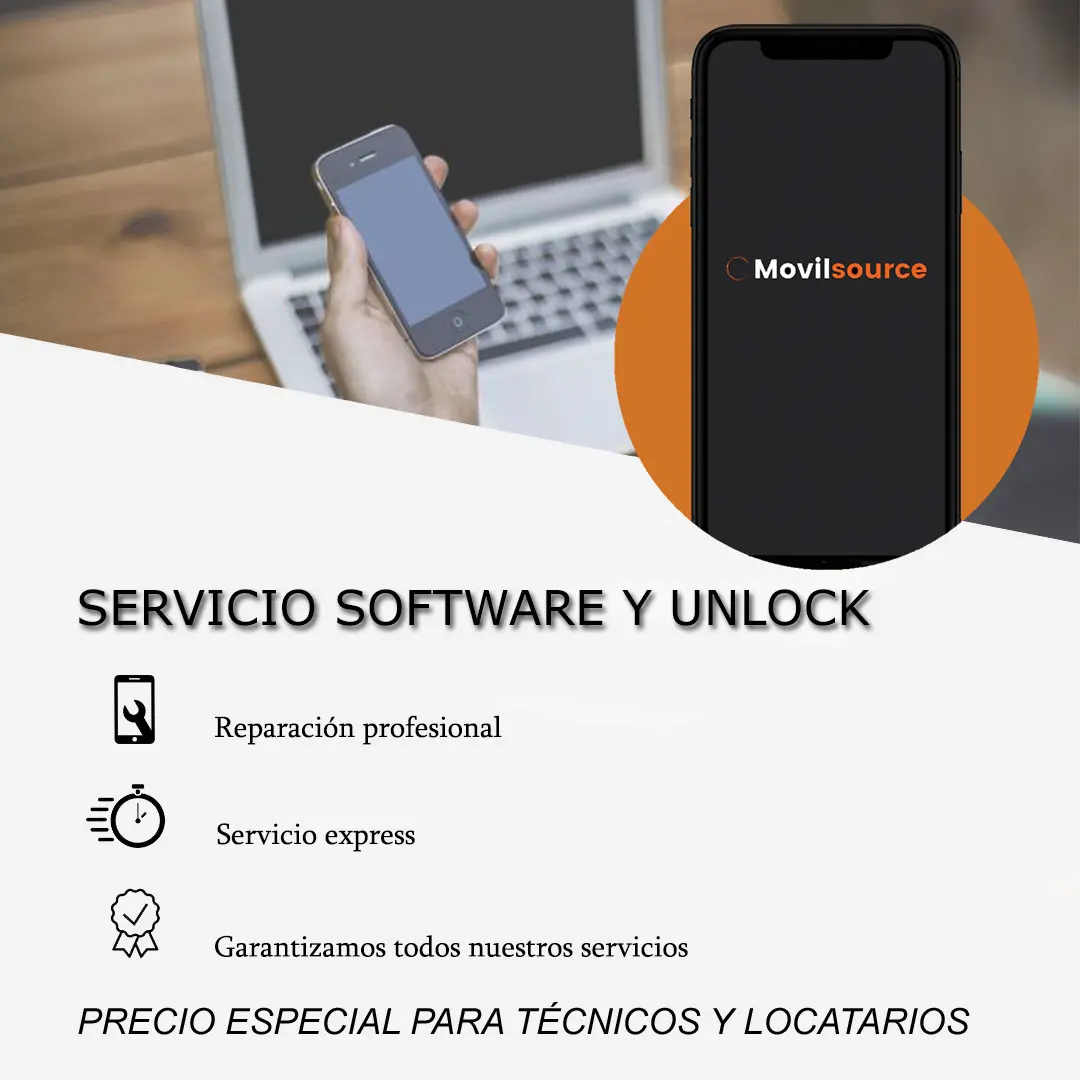 Movilsource
SERVICIO SOFTWARE Y UNLOCK
Reparación profesional
Servicio express
Garantizamos todos nuestros servicios
PRECIO ESPECIAL PARA TÉCNICOS Y LOCATARIOS